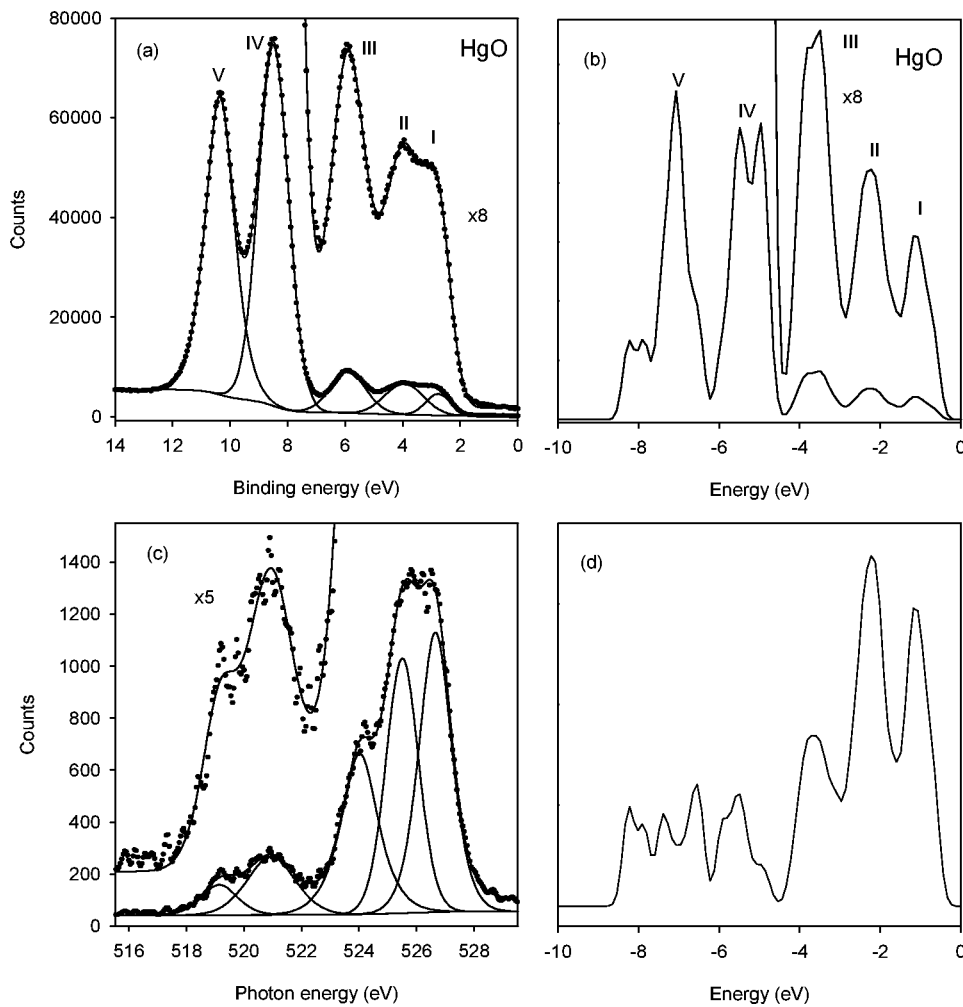 (a) IV III HgO
V
II I
x8
80000
60000
40000
20000
0
Counts
14 12 10 8 6 4 2 0
Binding energy (eV)
(b) V III HgO
x8
IV
II
I
-10 -8 -6 -4 -2 0
Energy (eV)
(c)
x5
1400
1200
1000
800
600
400
200
0
Counts
516 518 520 522 524 526 528
Photon energy (eV)
(d)
-10 -8 -6 -4 -2 0
Energy (eV)